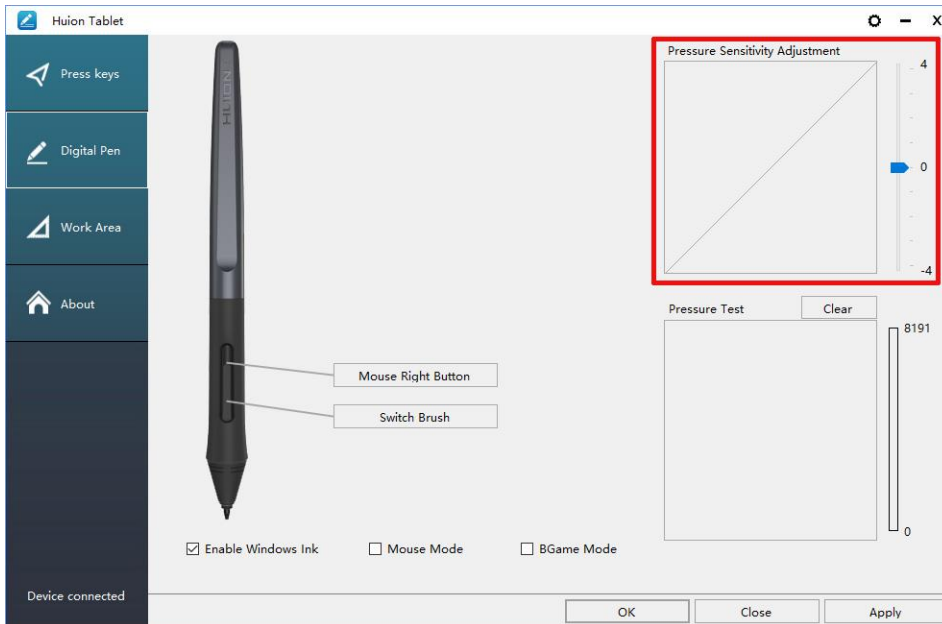 Huion Tablet
Press keys
Digital Pen
Work Area
About
Device connected
HUION
Mouse Right Button
Switch Brush
Enable Windows Ink
Mouse Mode
BGame Mode
Pressure Sensitivity Adjustment
4
0
-4
Pressure Test
Clear
8191
0
OK
Close
Apply